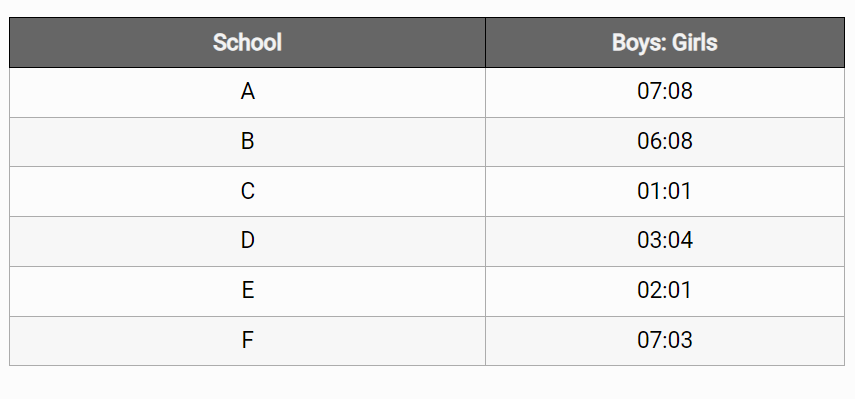 School Boys: Girls
A 07:08
B 06:08
C 01:01
D 03:04
E 02:01
F 07:03